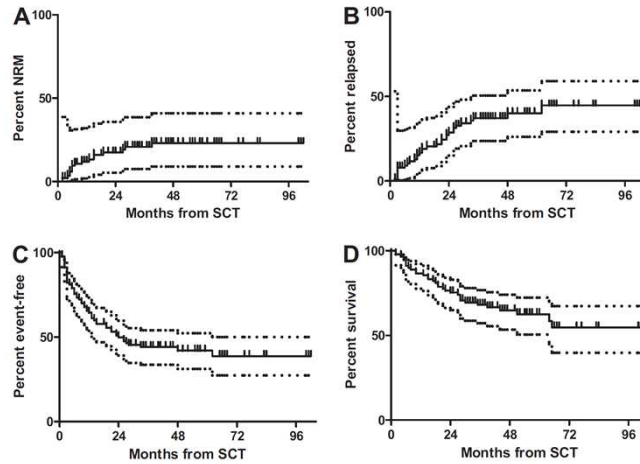 A
100
50
0
Percent NRM
0 24 48 72 96
Months from SCT
B
100
50
0
Percent relapsed
0 24 48 72 96
Months from SCT
C
100
50
0
Percent event-free
0 24 48 72 96
Months from SCT
D
100
50
0
Percent survival
0 24 48 72 96
Months from SCT